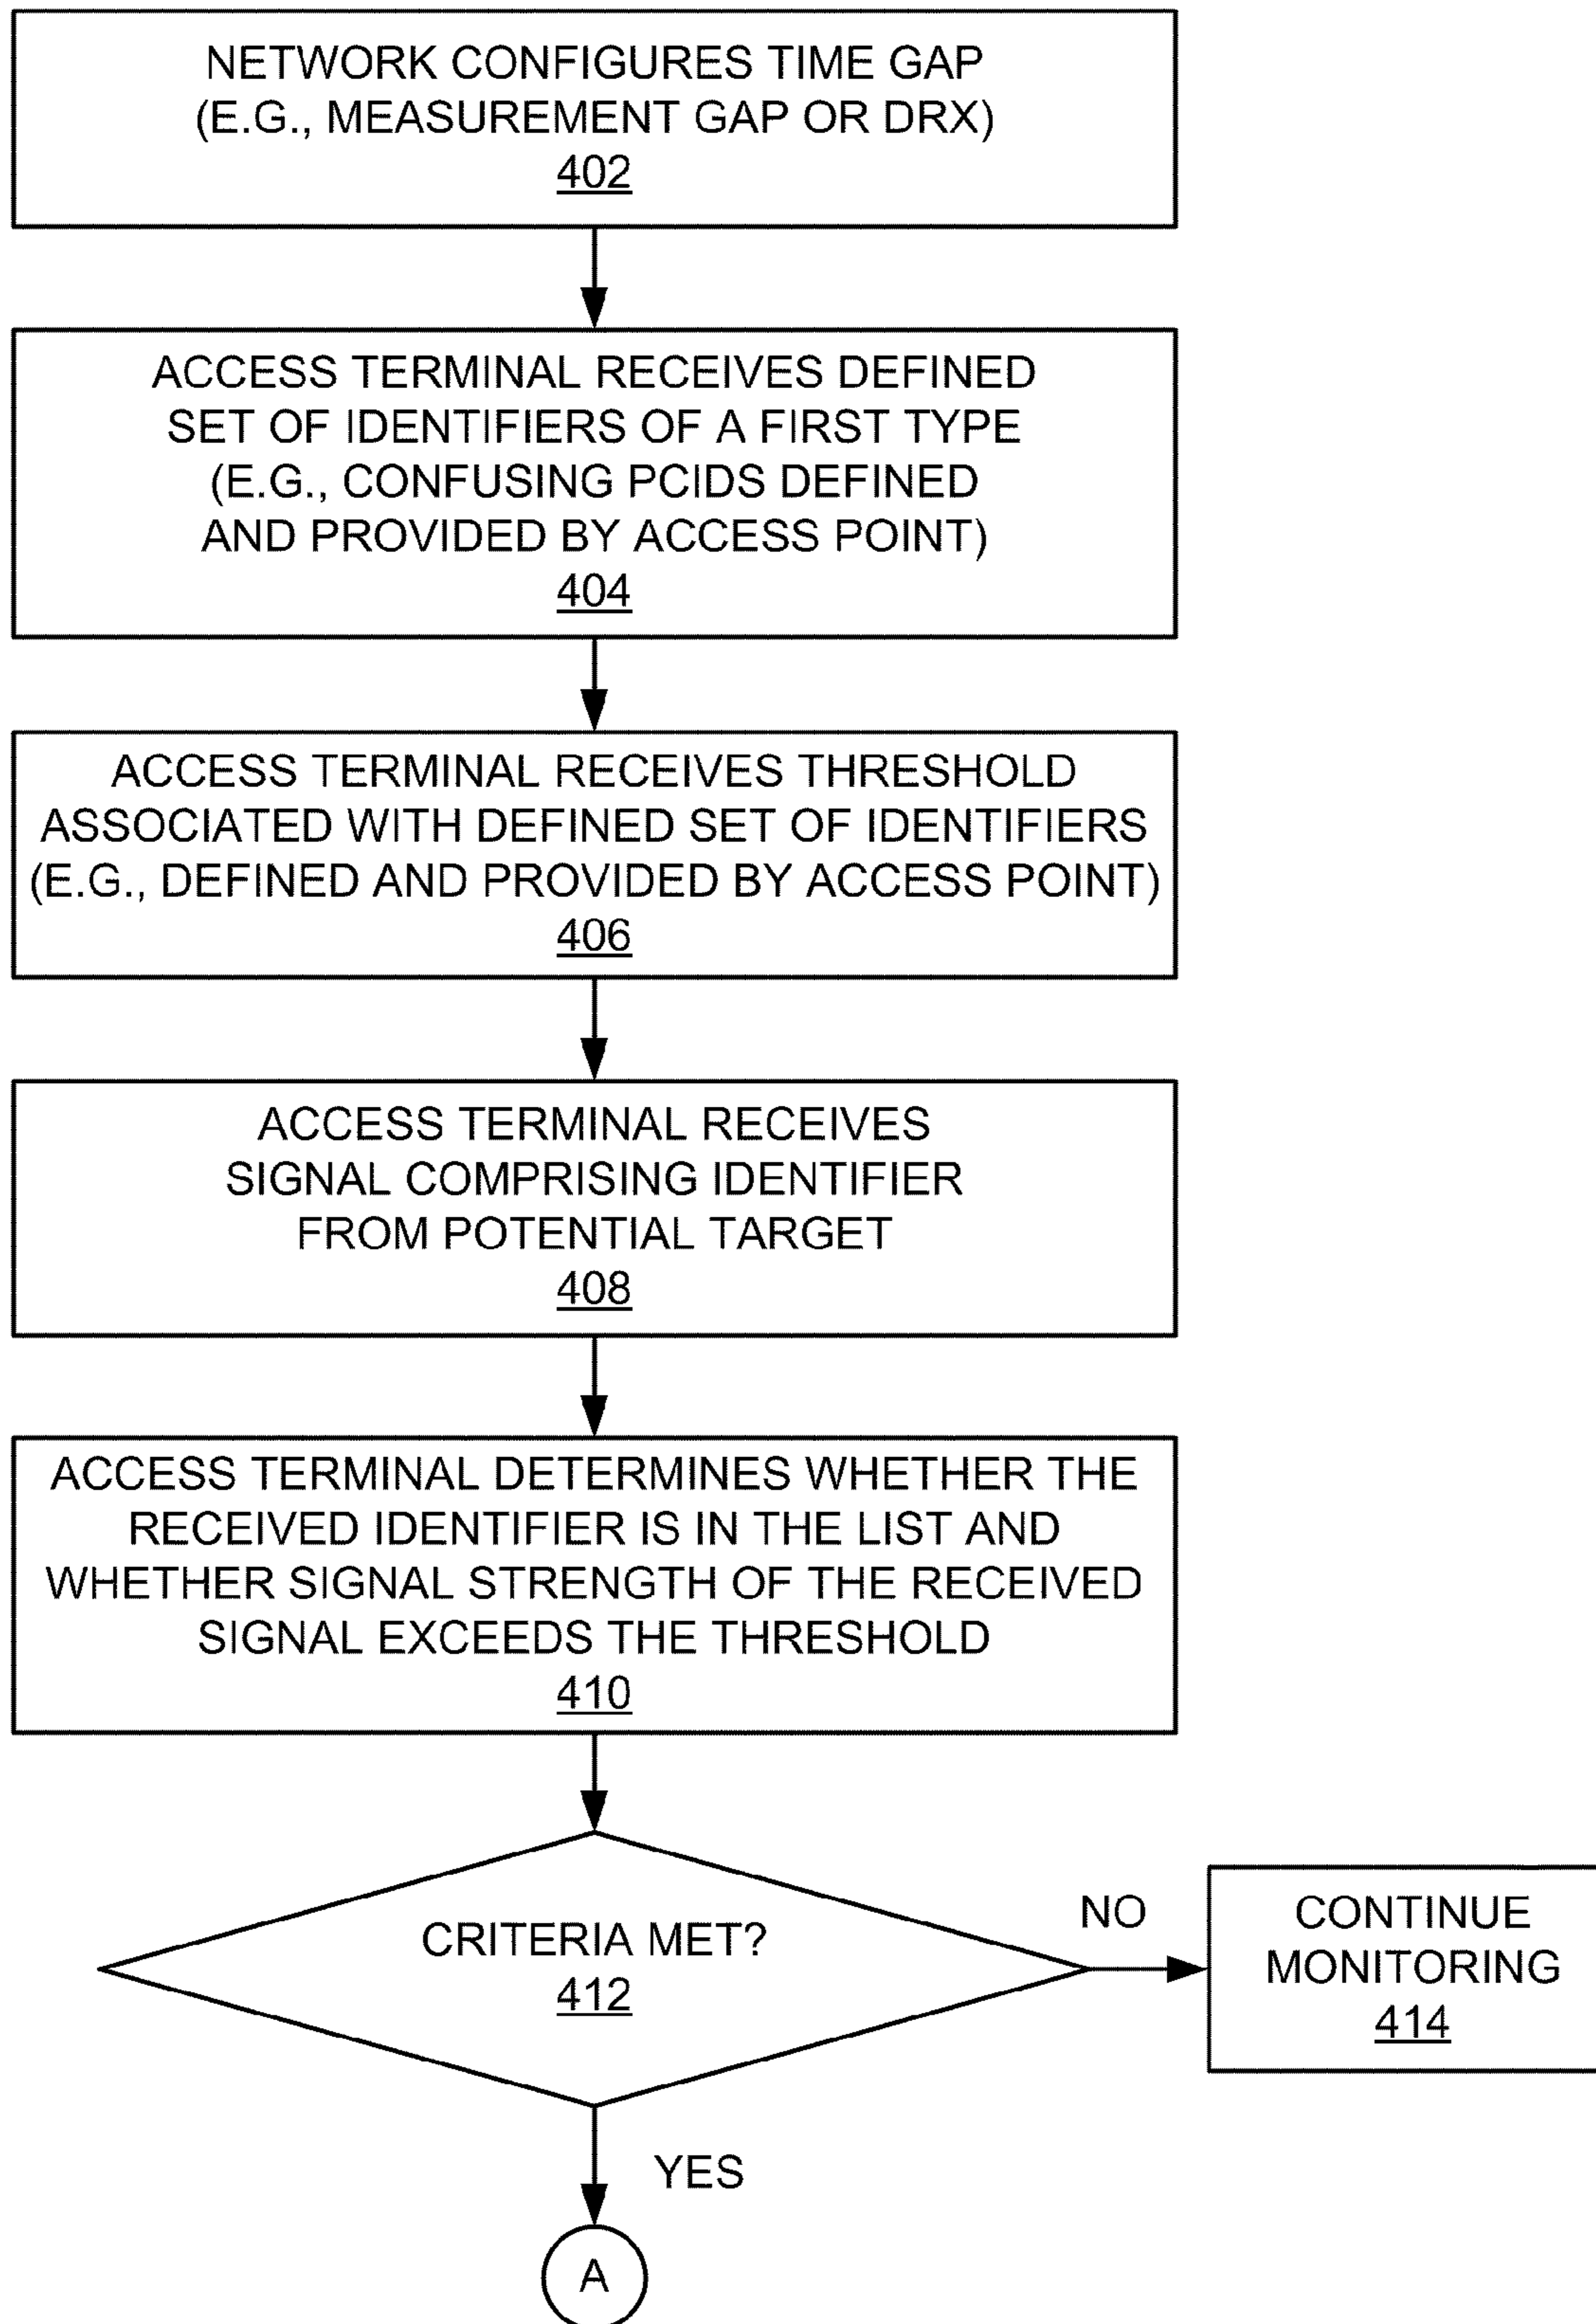 NETWORK CONFIGURES TIME GAP
(E.G., MEASUREMENT GAP OR DRX)
402
ACCESS TERMINAL RECEIVES DEFINED
SET OF IDENTIFIERS OF A FIRST TYPE
(E.G., CONFUSING PCIDS DEFINED
AND PROVIDED BY ACCESS POINT)
404
ACCESS TERMINAL RECEIVES THRESHOLD
ASSOCIATED WITH DEFINED SET OF IDENTIFIERS
(E.G., DEFINED AND PROVIDED BY ACCESS POINT)
406
ACCESS TERMINAL RECEIVES
SIGNAL COMPRISING IDENTIFIER
FROM POTENTIAL TARGET
408
ACCESS TERMINAL DETERMINES WHETHER THE
RECEIVED IDENTIFIER IS IN THE LIST AND
WHETHER SIGNAL STRENGTH OF THE RECEIVED
SIGNAL EXCEEDS THE THRESHOLD
410
CRITERIA MET?
412
NO
CONTINUE
MONITORING
414
YES
A